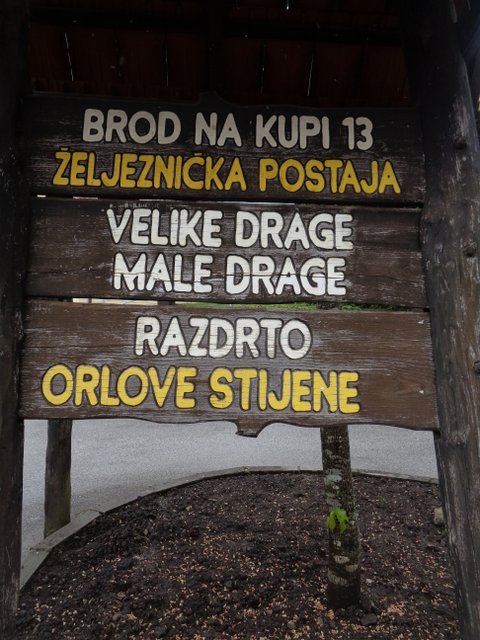 BROD NA KUPI 13
ŽELJEZNIČKA POSTAJA
VELIKE DRAGE
MALE DRAGE
RAZDRTO
ORLOVE STIJENE